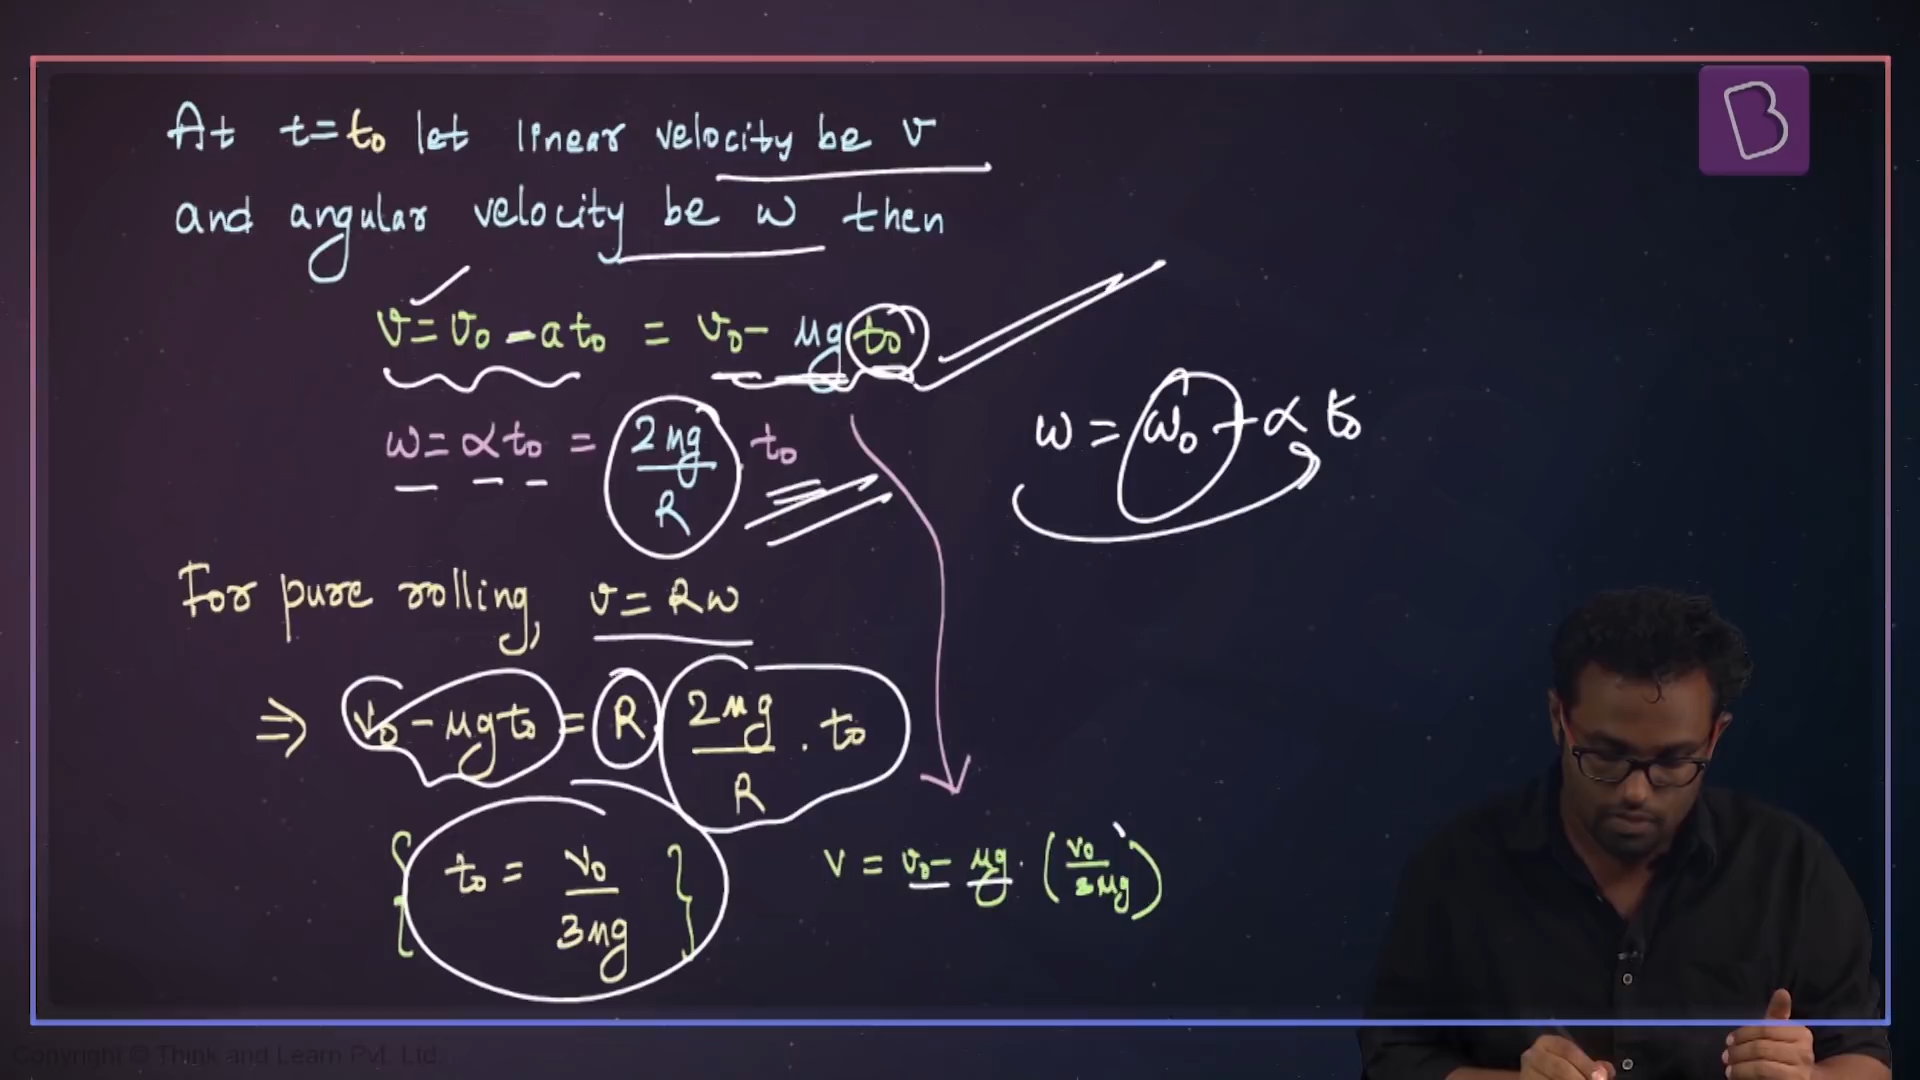 At t=t₀ let linear velocity be v
and angular velocity be ω then
v=v₀-at₀ = v₀- μgt₀
ω=αt₀ = 2μg/R . t₀
ω = ω₀+αt₀
For pure rolling, v=Rω
⇒ v₀-μgt₀ = R 2μg/R . t₀
{ t₀ = v₀/3μg }
v = v₀- μg. (v₀/3μg)
B
Copyright © Think and Learn Pvt. Ltd.